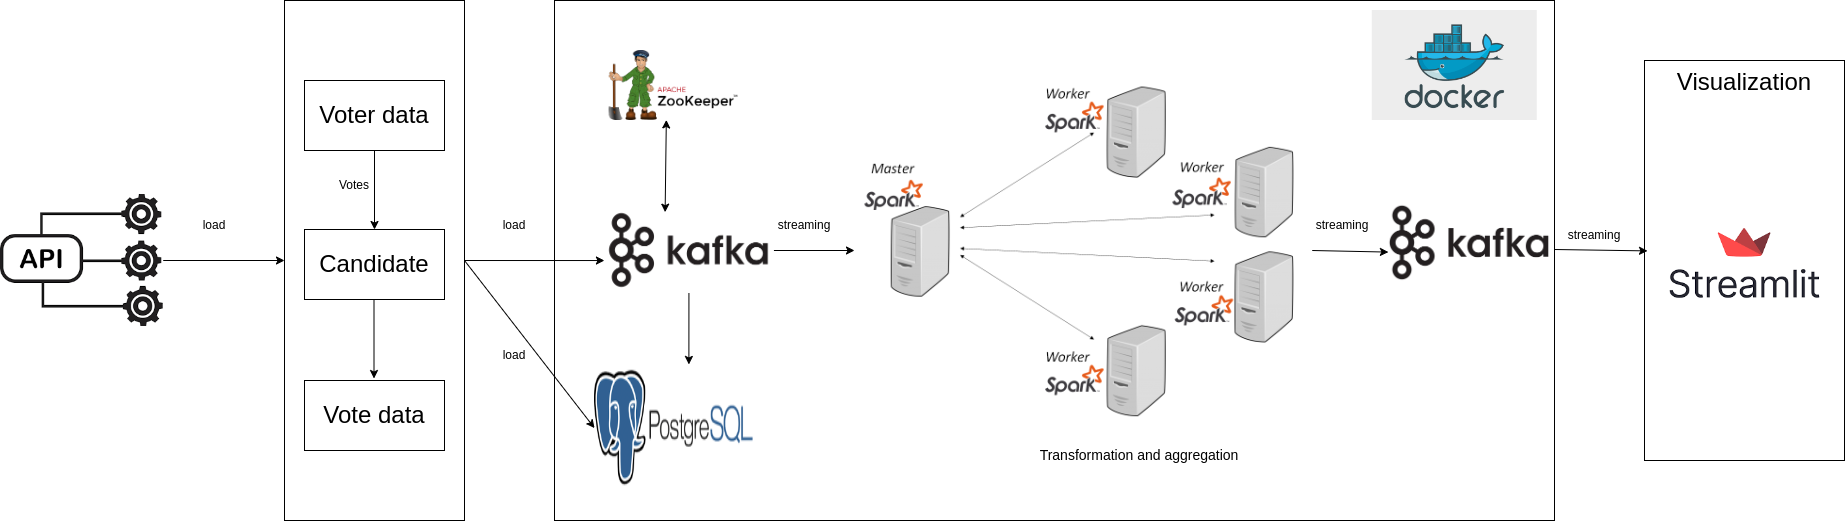 API
load
Voter data
Votes
Candidate
Vote data
load
load
APACHE
ZooKeeper™
kafka
PostgreSQL
streaming
Master
Spark
Worker
Spark
Worker
Spark
Worker
Spark
Worker
Spark
Transformation and aggregation
docker
streaming
kafka
streaming
Visualization
Streamlit